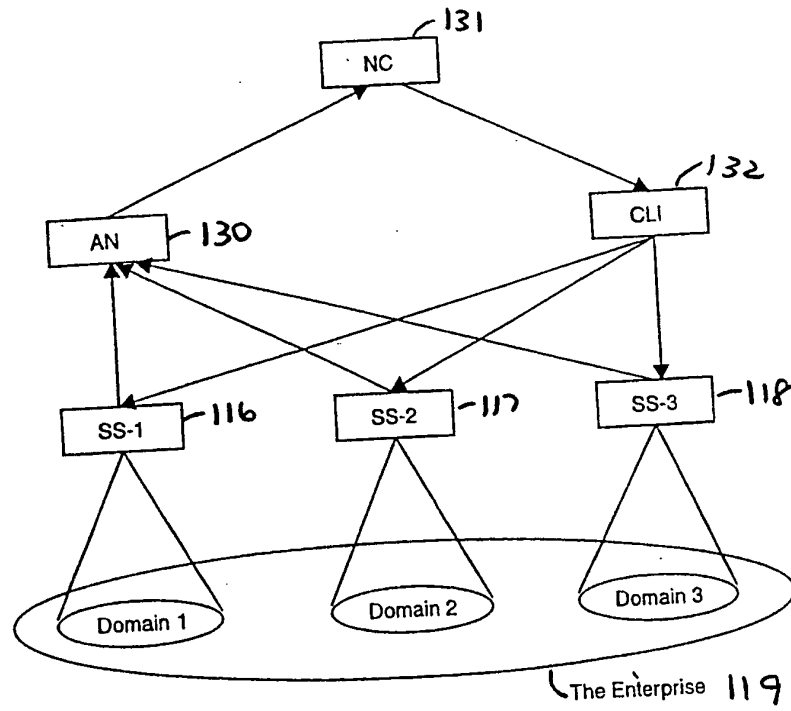 131
NC
132
CLI
AN
130
SS-1
116
SS-2
117
SS-3
118
Domain 1
Domain 2
Domain 3
The Enterprise 119